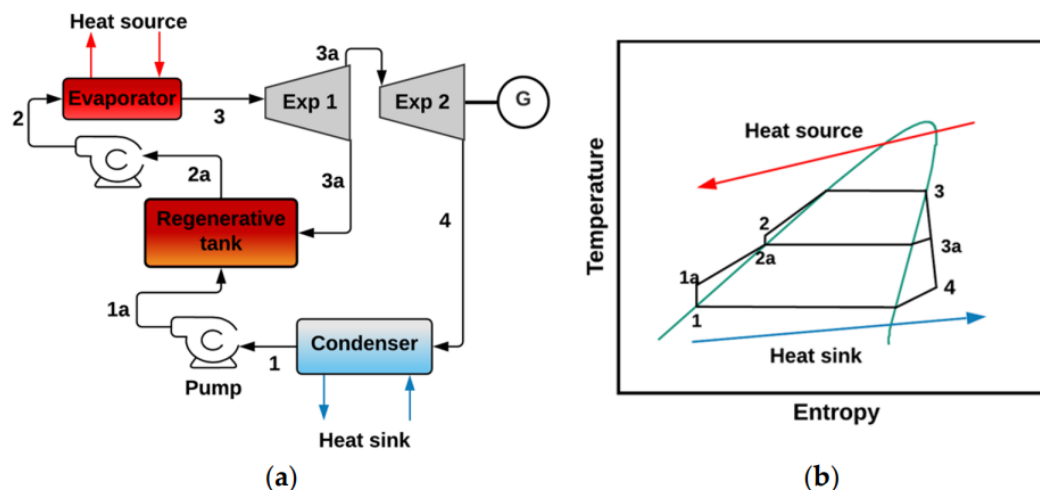 Heat source
3a
Evaporator
Exp 1
Exp 2
G
2
3
C
2a
3a
4
Regenerative
tank
1a
C
Condenser
1
Pump
Heat sink
(a)
Temperature
Heat source
3
2
2a
3a
1a
4
1
Heat sink
Entropy
(b)